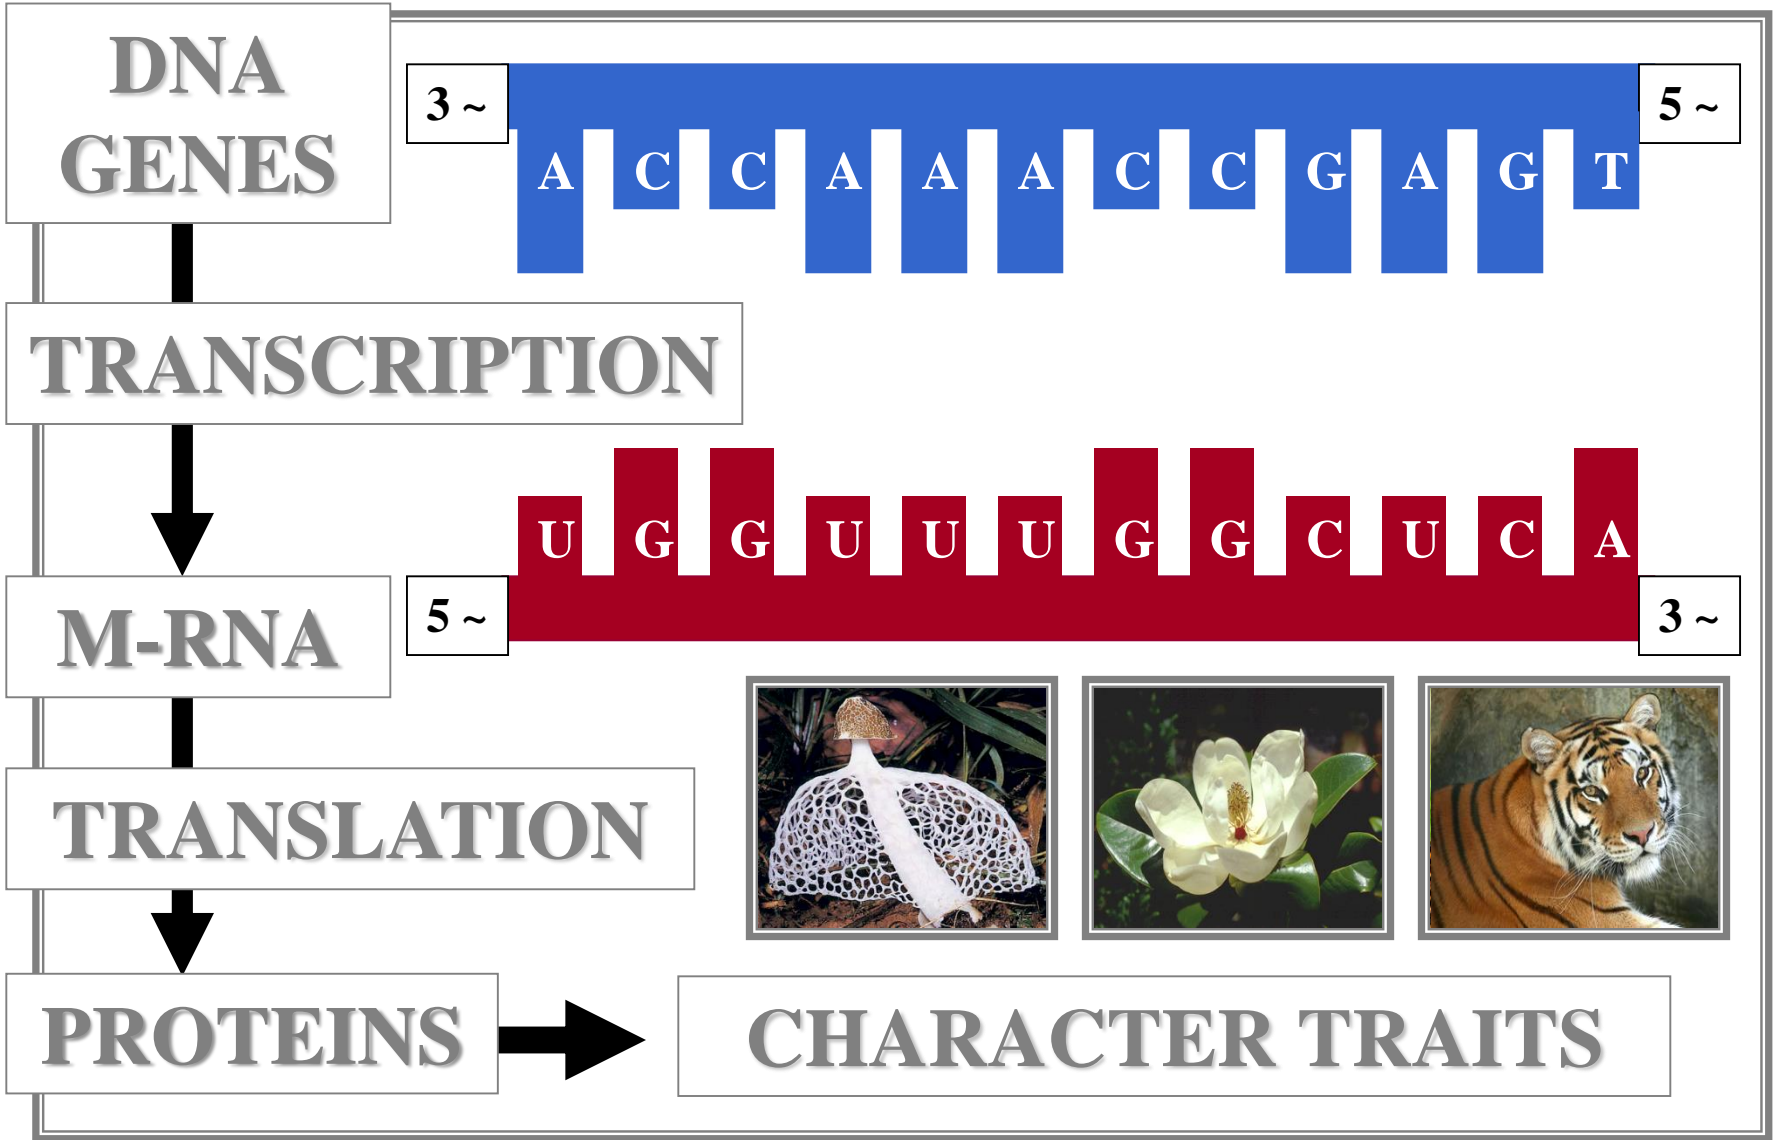 DNA
GENES
3 ~
5 ~
A C C A A A C C G A G T
TRANSCRIPTION
U G G U U U G G C U C A
5 ~
3 ~
M-RNA
TRANSLATION
PROTEINS
CHARACTER TRAITS